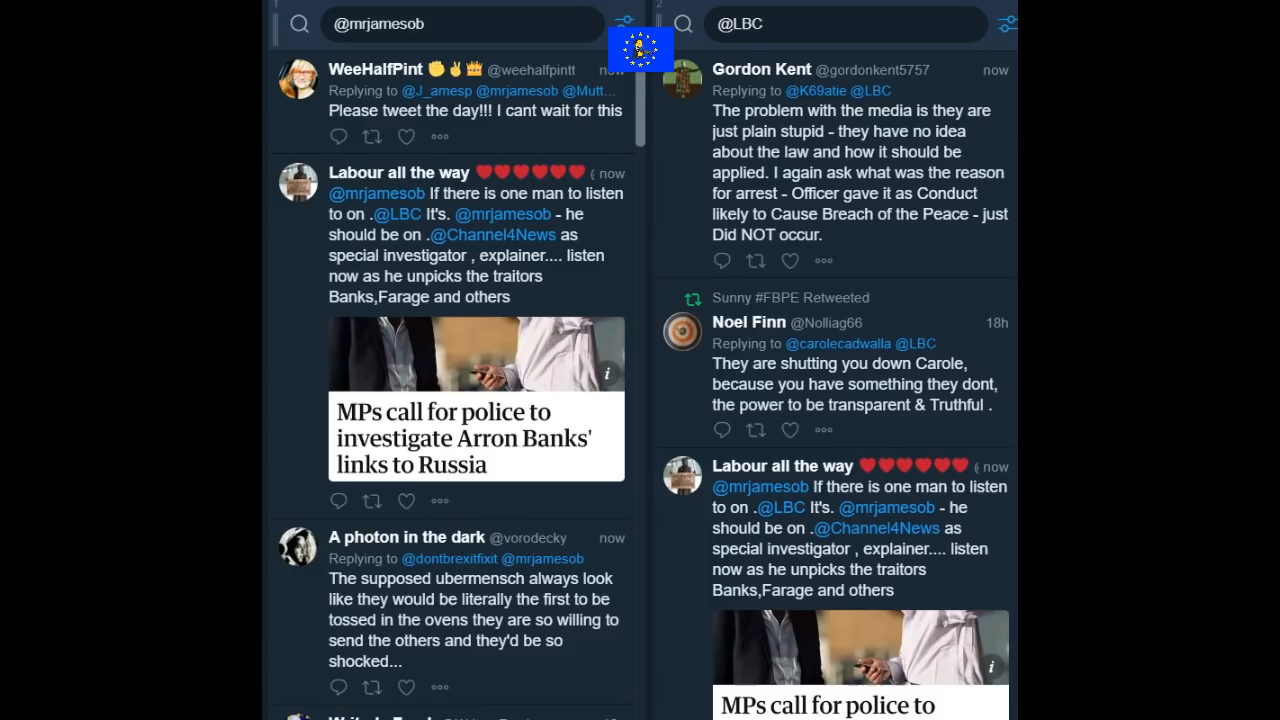 1
@mrjamesob
WeeHalfPint ✊✌👑 @weehalfpintt now
Replying to @J_amesp @mrjamesob @Mutt...
Please tweet the day!!! I cant wait for this
Labour all the way ♥♥♥♥♥♥ ( now
@mrjamesob If there is one man to listen
to on .@LBC It's. @mrjamesob - he
should be on .@Channel4News as
special investigator , explainer.... listen
now as he unpicks the traitors
Banks,Farage and others
i
MPs call for police to
investigate Arron Banks'
links to Russia
A photon in the dark @vorodecky now
Replying to @dontbrexitfixit @mrjamesob
The supposed ubermensch always look
like they would be literally the first to be
tossed in the ovens they are so willing to
send the others and they'd be so
shocked...
2
@LBC
Gordon Kent @gordonkent5757 now
Replying to @K69atie @LBC
The problem with the media is they are
just plain stupid - they have no idea
about the law and how it should be
applied. I again ask what was the reason
for arrest - Officer gave it as Conduct
likely to Cause Breach of the Peace - just
Did NOT occur.
Sunny #FBPE Retweeted
Noel Finn @Nolliag66 18h
Replying to @carolecadwalla @LBC
They are shutting you down Carole,
because you have something they dont,
the power to be transparent & Truthful .
Labour all the way ♥♥♥♥♥♥ ( now
@mrjamesob If there is one man to listen
to on .@LBC It's. @mrjamesob - he
should be on .@Channel4News as
special investigator , explainer.... listen
now as he unpicks the traitors
Banks,Farage and others
i
MPs call for police to